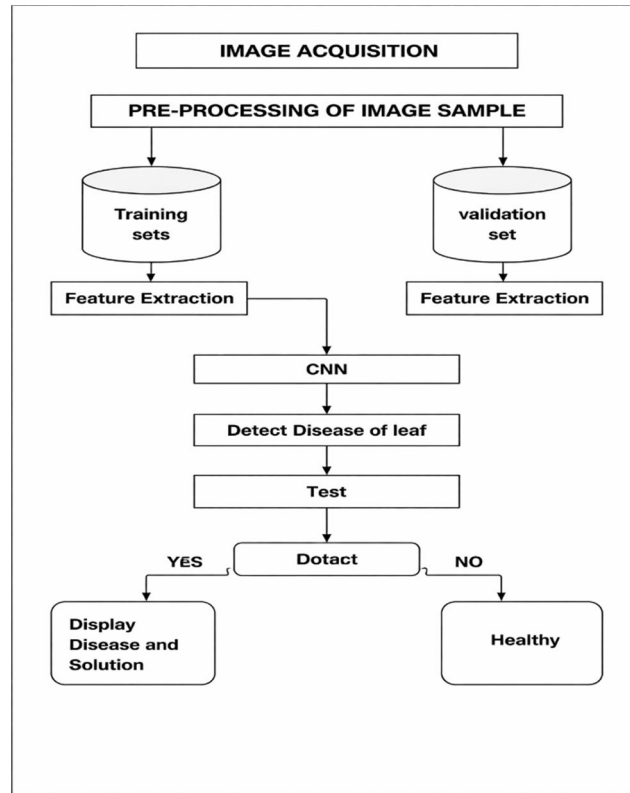 IMAGE ACQUISITION
PRE-PROCESSING OF IMAGE SAMPLE
Training
sets
validation
set
Feature Extraction
Feature Extraction
CNN
Detect Disease of leaf
Test
Dotact
YES
NO
Display
Disease and
Solution
Healthy